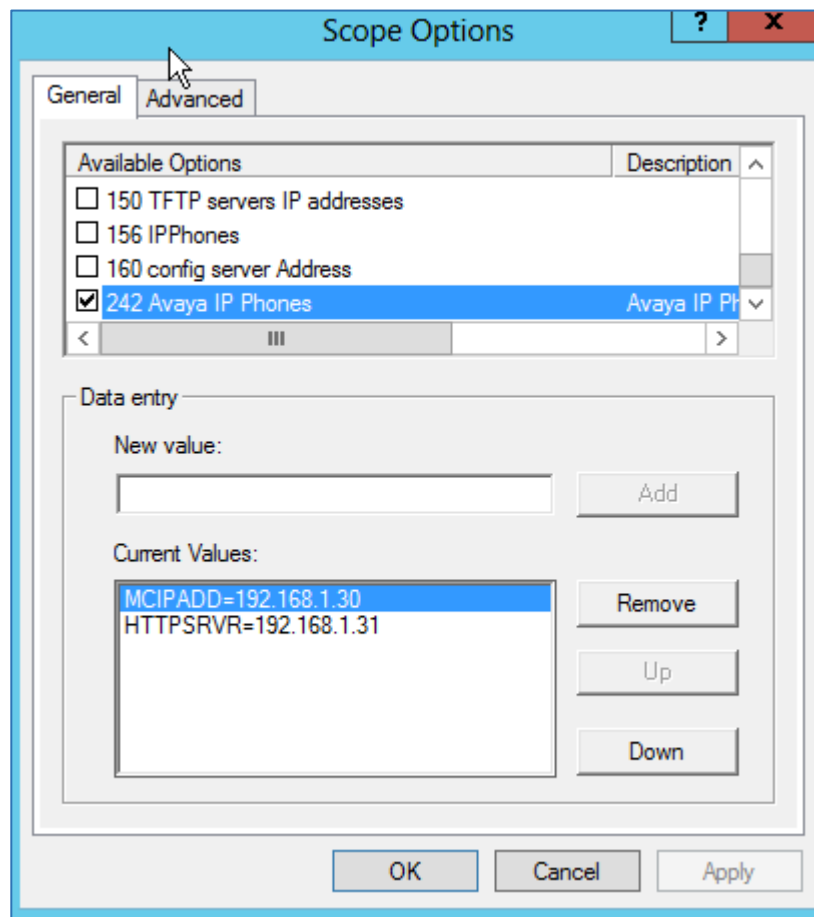 Scope Options
?
x
General
Advanced
Available Options Description
150 TFTP servers IP addresses
156 IPPhones
160 config server Address
242 Avaya IP Phones Avaya IP Ph
Data entry
New value:
Add
Current Values:
MCIPADD=192.168.1.30
HTTPSRVR=192.168.1.31
Remove
Up
Down
OK Cancel Apply